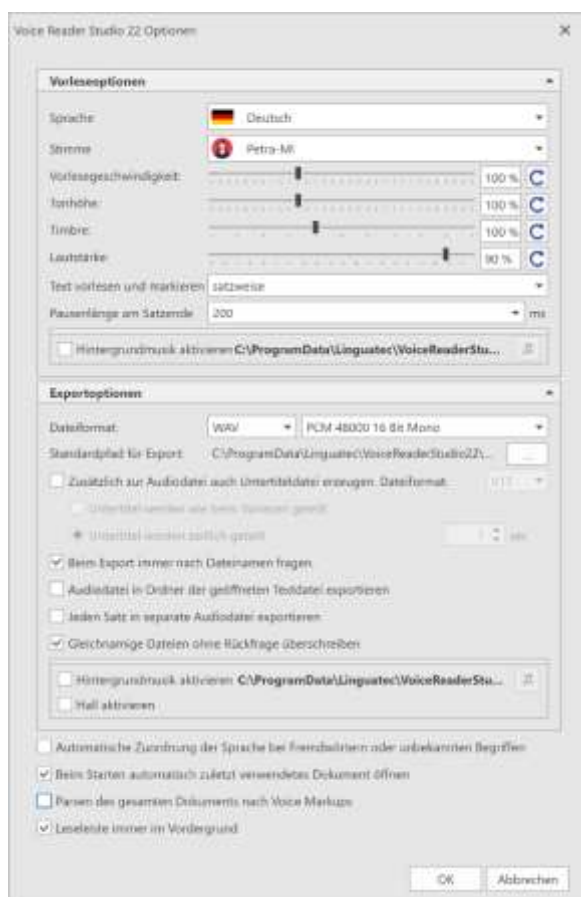 Voice Reader Studio 22 Optionen
Vorleseoptionen
Sprache Deutsch
Stimme Petra-Ml
Vorlesegeschwindigkeit: 100 %
Tonhöhe: 100 %
Timbre: 100 %
Lautstärke 90 %
Text vorlesen und markieren satzweise
Pausenlänge am Satzende 200 ms
Hintergrundmusik aktivieren C:\ProgramData\Linguatec\VoiceReaderStu...
Exportoptionen
Dateiformat: WAV PCM 48000 16 Bit Mono
Standardpfad für Export: C:\ProgramData\Linguatec\VoiceReaderStudio22\... ...
Zusätzlich zur Audiodatei auch Untertiteldatei erzeugen. Dateiformat:
Untertitel werden wie beim Vorlesen geteilt
Untertitel werden zeitlich geteilt sec
Beim Export immer nach Dateinamen fragen
Audiodatei in Ordner der geöffneten Textdatei exportieren
Jeden Satz in separate Audiodatei exportieren
Gleichnamige Dateien ohne Rückfrage überschreiben
Hintergrundmusik aktivieren C:\ProgramData\Linguatec\VoiceReaderStu...
Hall aktivieren
Automatische Zuordnung der Sprache bei Fremdwörtern oder unbekannten Begriffen
Beim Starten automatisch zuletzt verwendetes Dokument öffnen
Parsen des gesamten Dokuments nach Voice Markups
Leseleiste immer im Vordergrund
OK Abbrechen